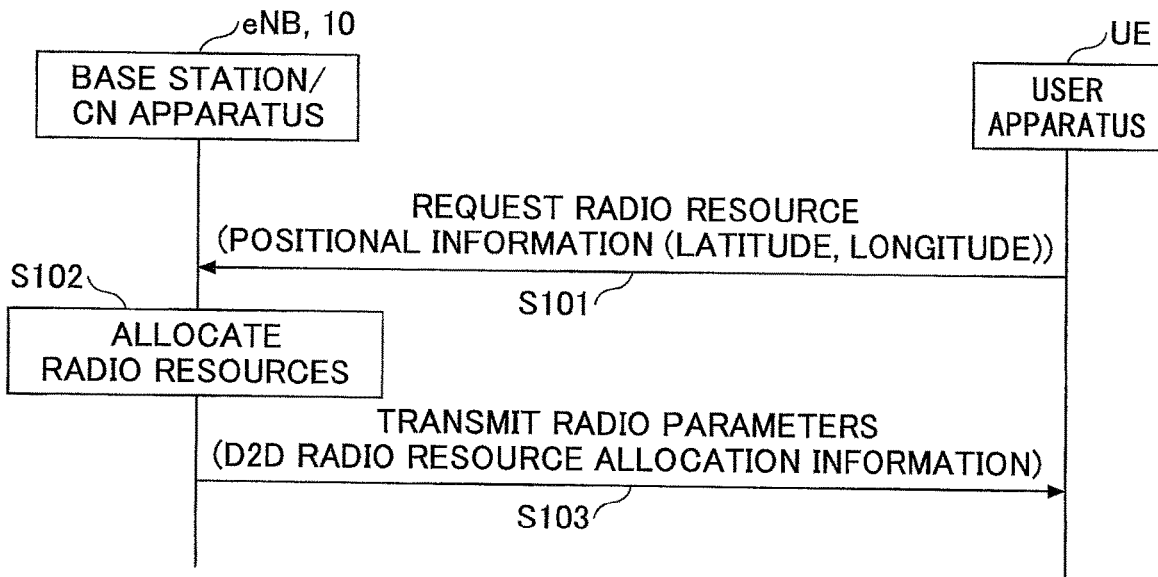 eNB, 10
BASE STATION/
CN APPARATUS
UE
USER
APPARATUS
REQUEST RADIO RESOURCE
(POSITIONAL INFORMATION (LATITUDE, LONGITUDE))
S101
S102
ALLOCATE
RADIO RESOURCES
TRANSMIT RADIO PARAMETERS
(D2D RADIO RESOURCE ALLOCATION INFORMATION)
S103